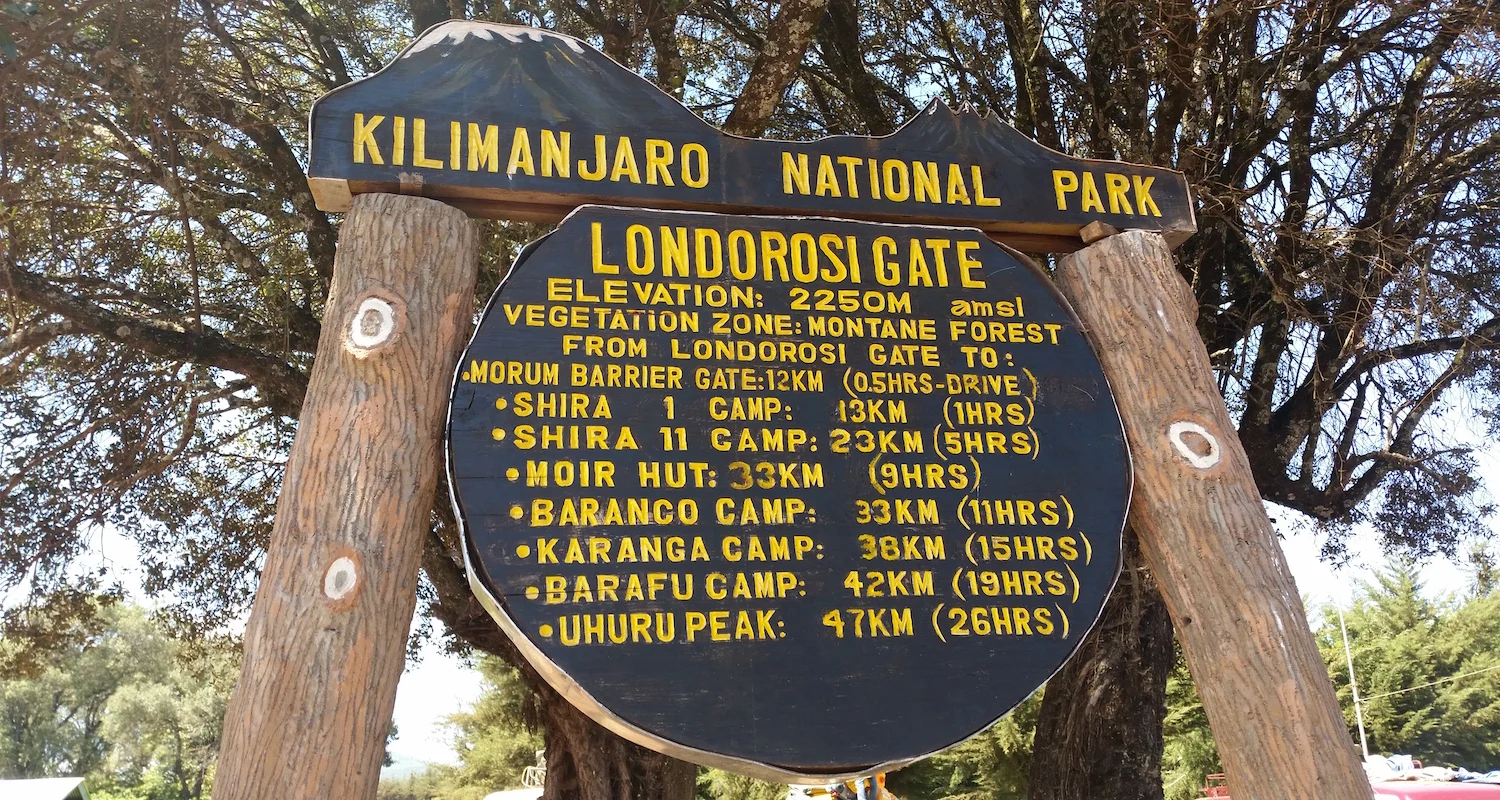 KILIMANJARO NATIONAL PARK
LONDOROSI GATE
ELEVATION: 2250M amsl
VEGETATION ZONE: MONTANE FOREST
FROM LONDOROSI GATE TO:
•MORUM BARRIER GATE:12KM (0.5HRS-DRIVE)
•SHIRA 1 CAMP: 13KM (1HRS)
•SHIRA 11 CAMP: 23KM (5HRS)
•MOIR HUT: 33KM (9HRS)
•BARANCO CAMP: 33KM (11HRS)
•KARANGA CAMP: 38KM (15HRS)
•BARAFU CAMP: 42KM (19HRS)
•UHURU PEAK: 47KM (26HRS)